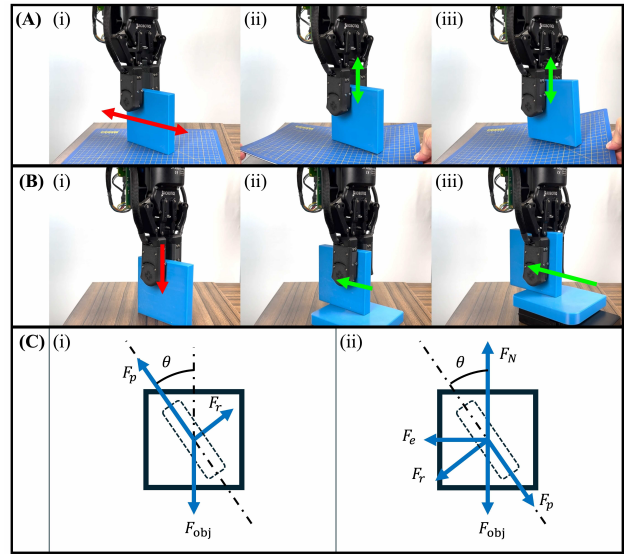 (A) (i) (ii) (iii)
(B) (i) (ii) (iii)
(C) (i) (ii)
θ θ F_N
F_p
F_r
F_e
F_r
F_p
F_obj F_obj